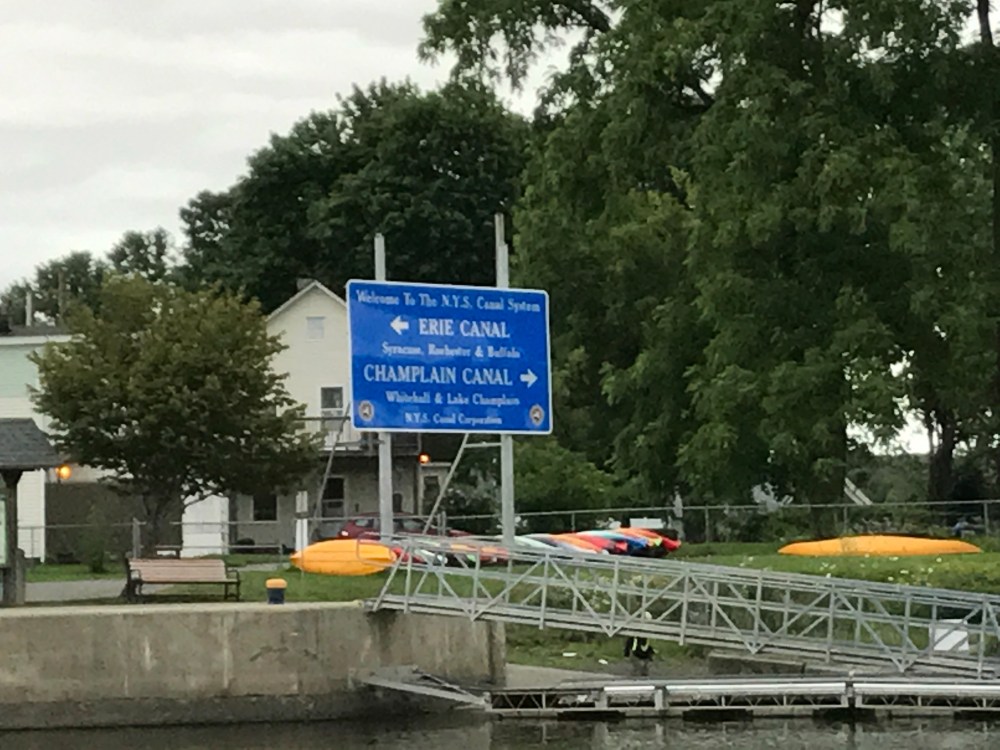 Welcome To The N.Y.S. Canal System
← ERIE CANAL
Syracuse, Rochester & Buffalo
CHAMPLAIN CANAL →
Whitehall & Lake Champlain
N.Y.S. Canal Corporation